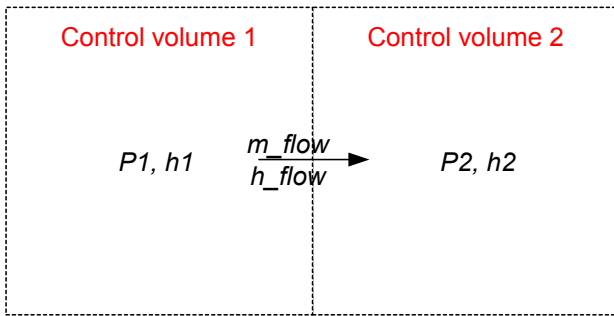 Control volume 1
Control volume 2
m_flow
P1, h1
P2, h2
h_flow